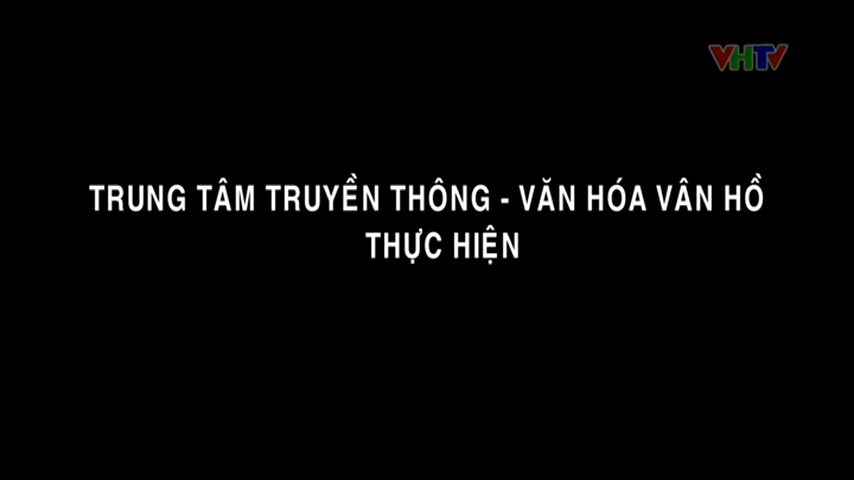 VHTV
TRUNG TÂM TRUYỀN THÔNG - VĂN HÓA VÂN HỒ
THỰC HIỆN